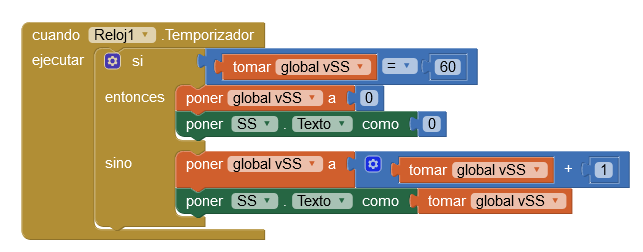 cuando Reloj1 .Temporizador
ejecutar si tomar global vSS = 60
entonces poner global vSS a 0
poner SS . Texto como 0
sino poner global vSS a tomar global vSS + 1
poner SS . Texto como tomar global vSS